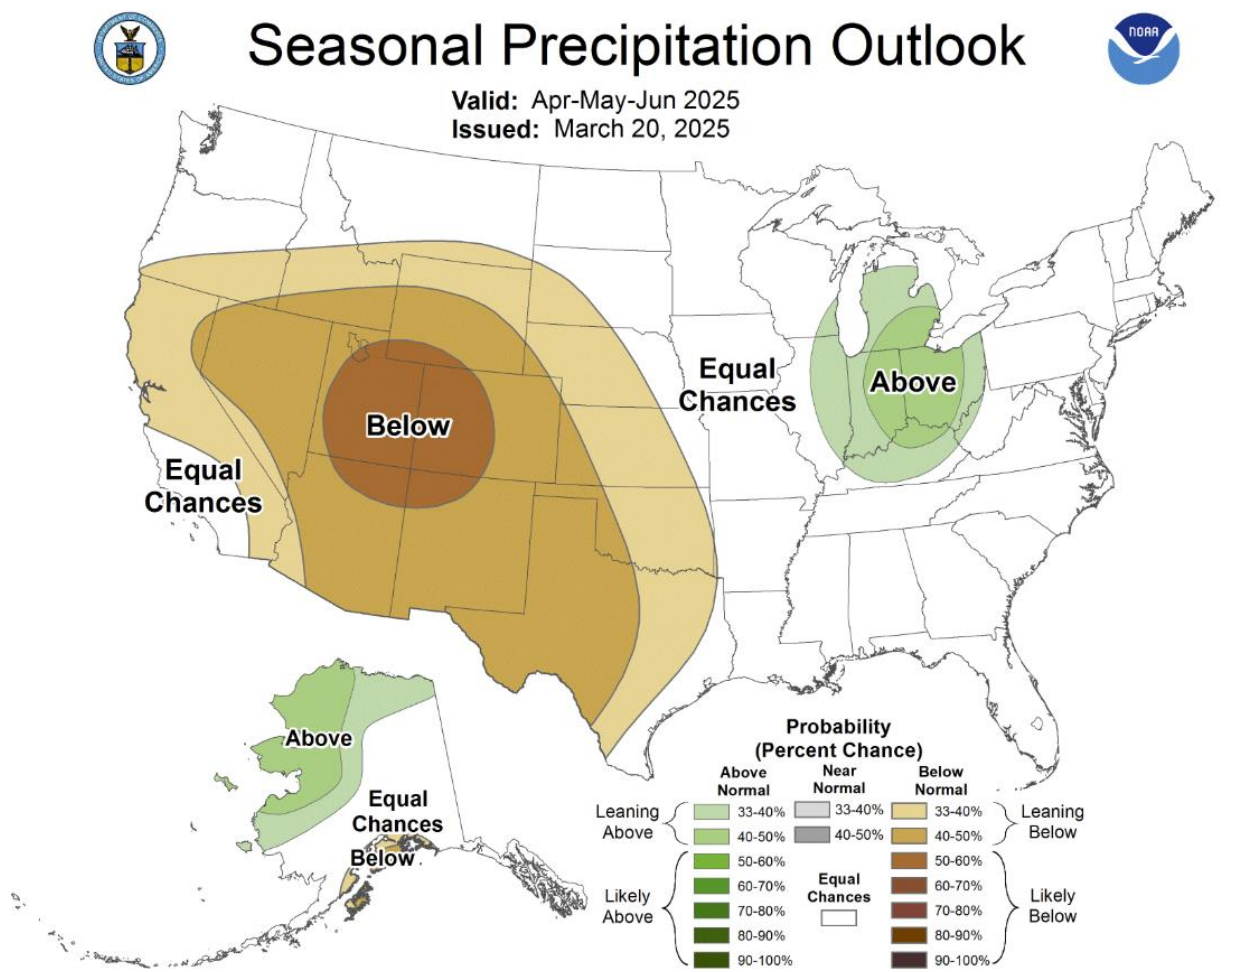 Seasonal Precipitation Outlook
NOAA
Valid: Apr-May-Jun 2025
Issued: March 20, 2025
Equal
Chances
Above
Below
Equal
Chances
Above
Equal
Chances
Below
Probability
(Percent Chance)
Above
Normal
Near
Normal
Below
Normal
Leaning
Above
33-40%
33-40%
33-40%
Leaning
Below
40-50%
40-50%
40-50%
50-60%
50-60%
60-70%
Equal
Chances
60-70%
Likely
Above
70-80%
70-80%
Likely
Below
80-90%
80-90%
90-100%
90-100%